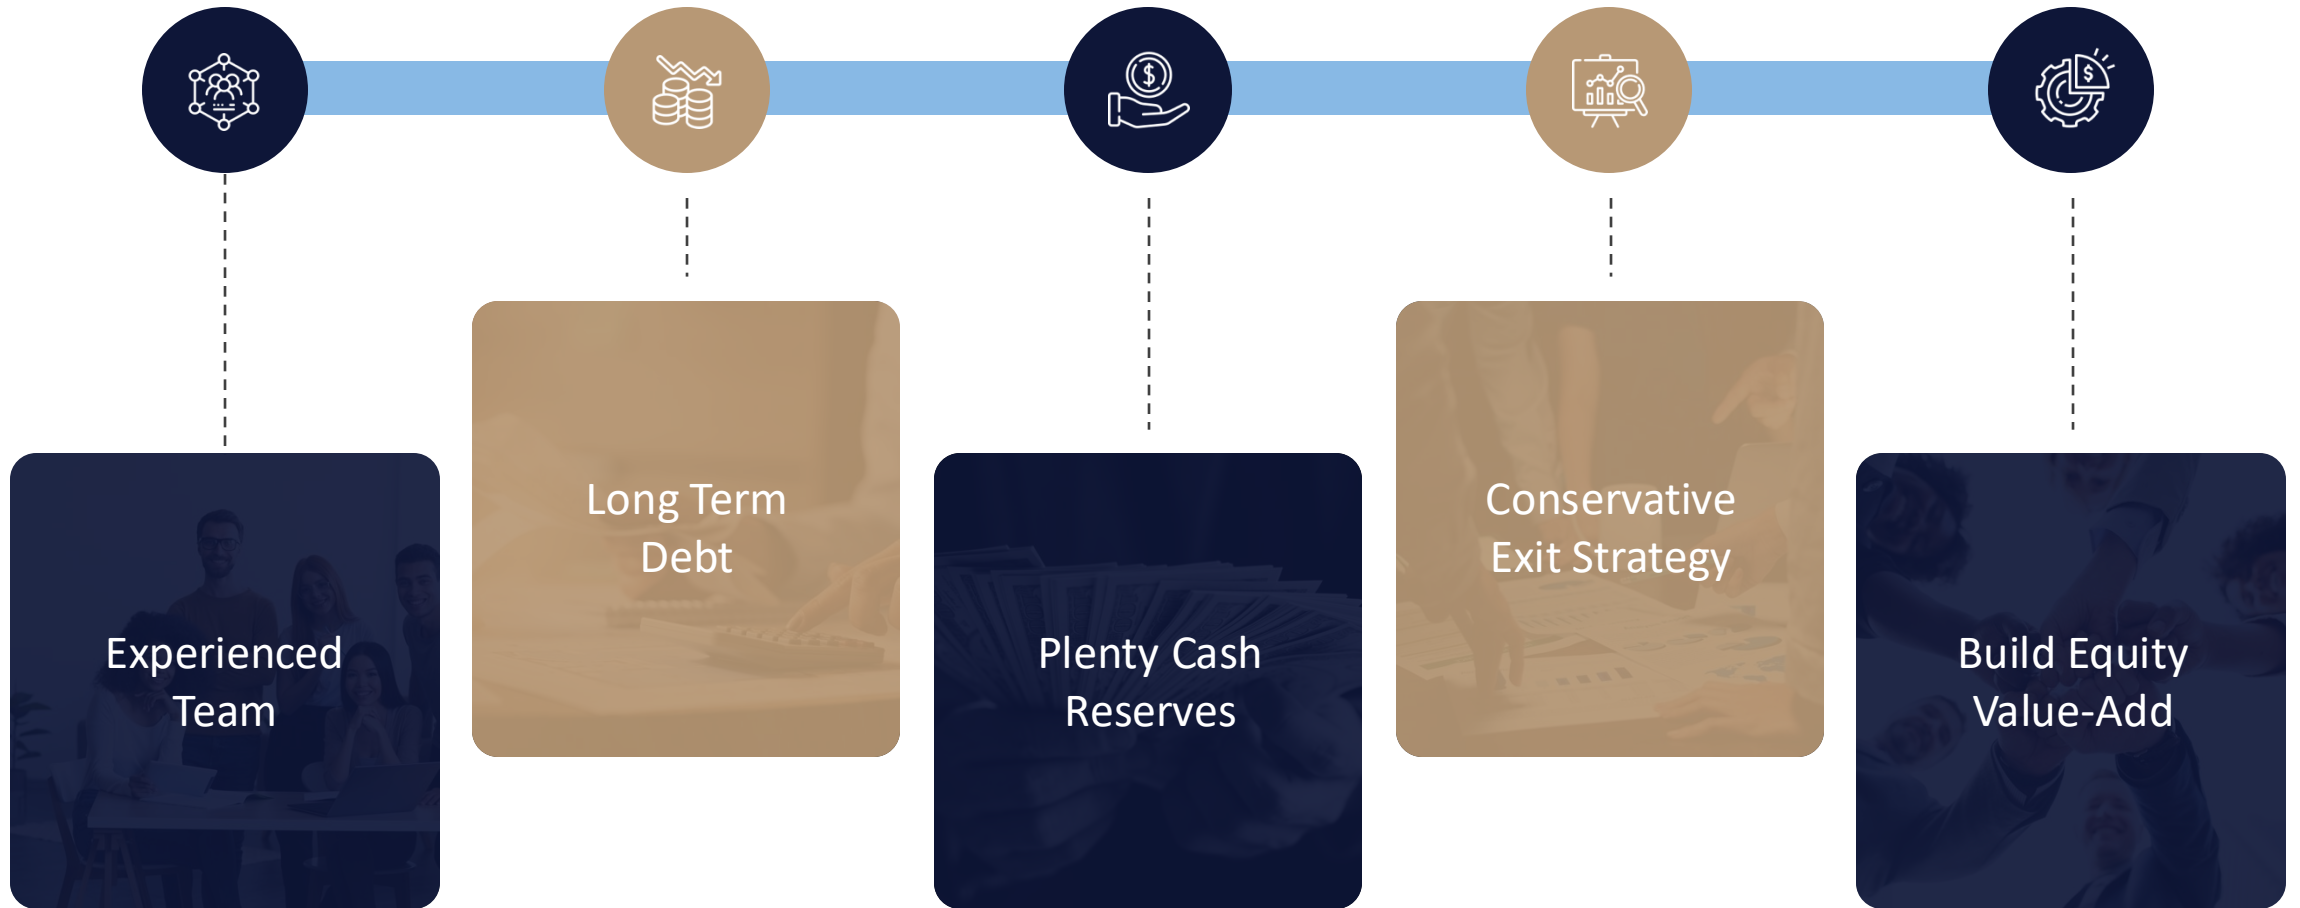 Experienced
Team
Long Term
Debt
Plenty Cash
Reserves
Conservative
Exit Strategy
Build Equity
Value-Add
$
$